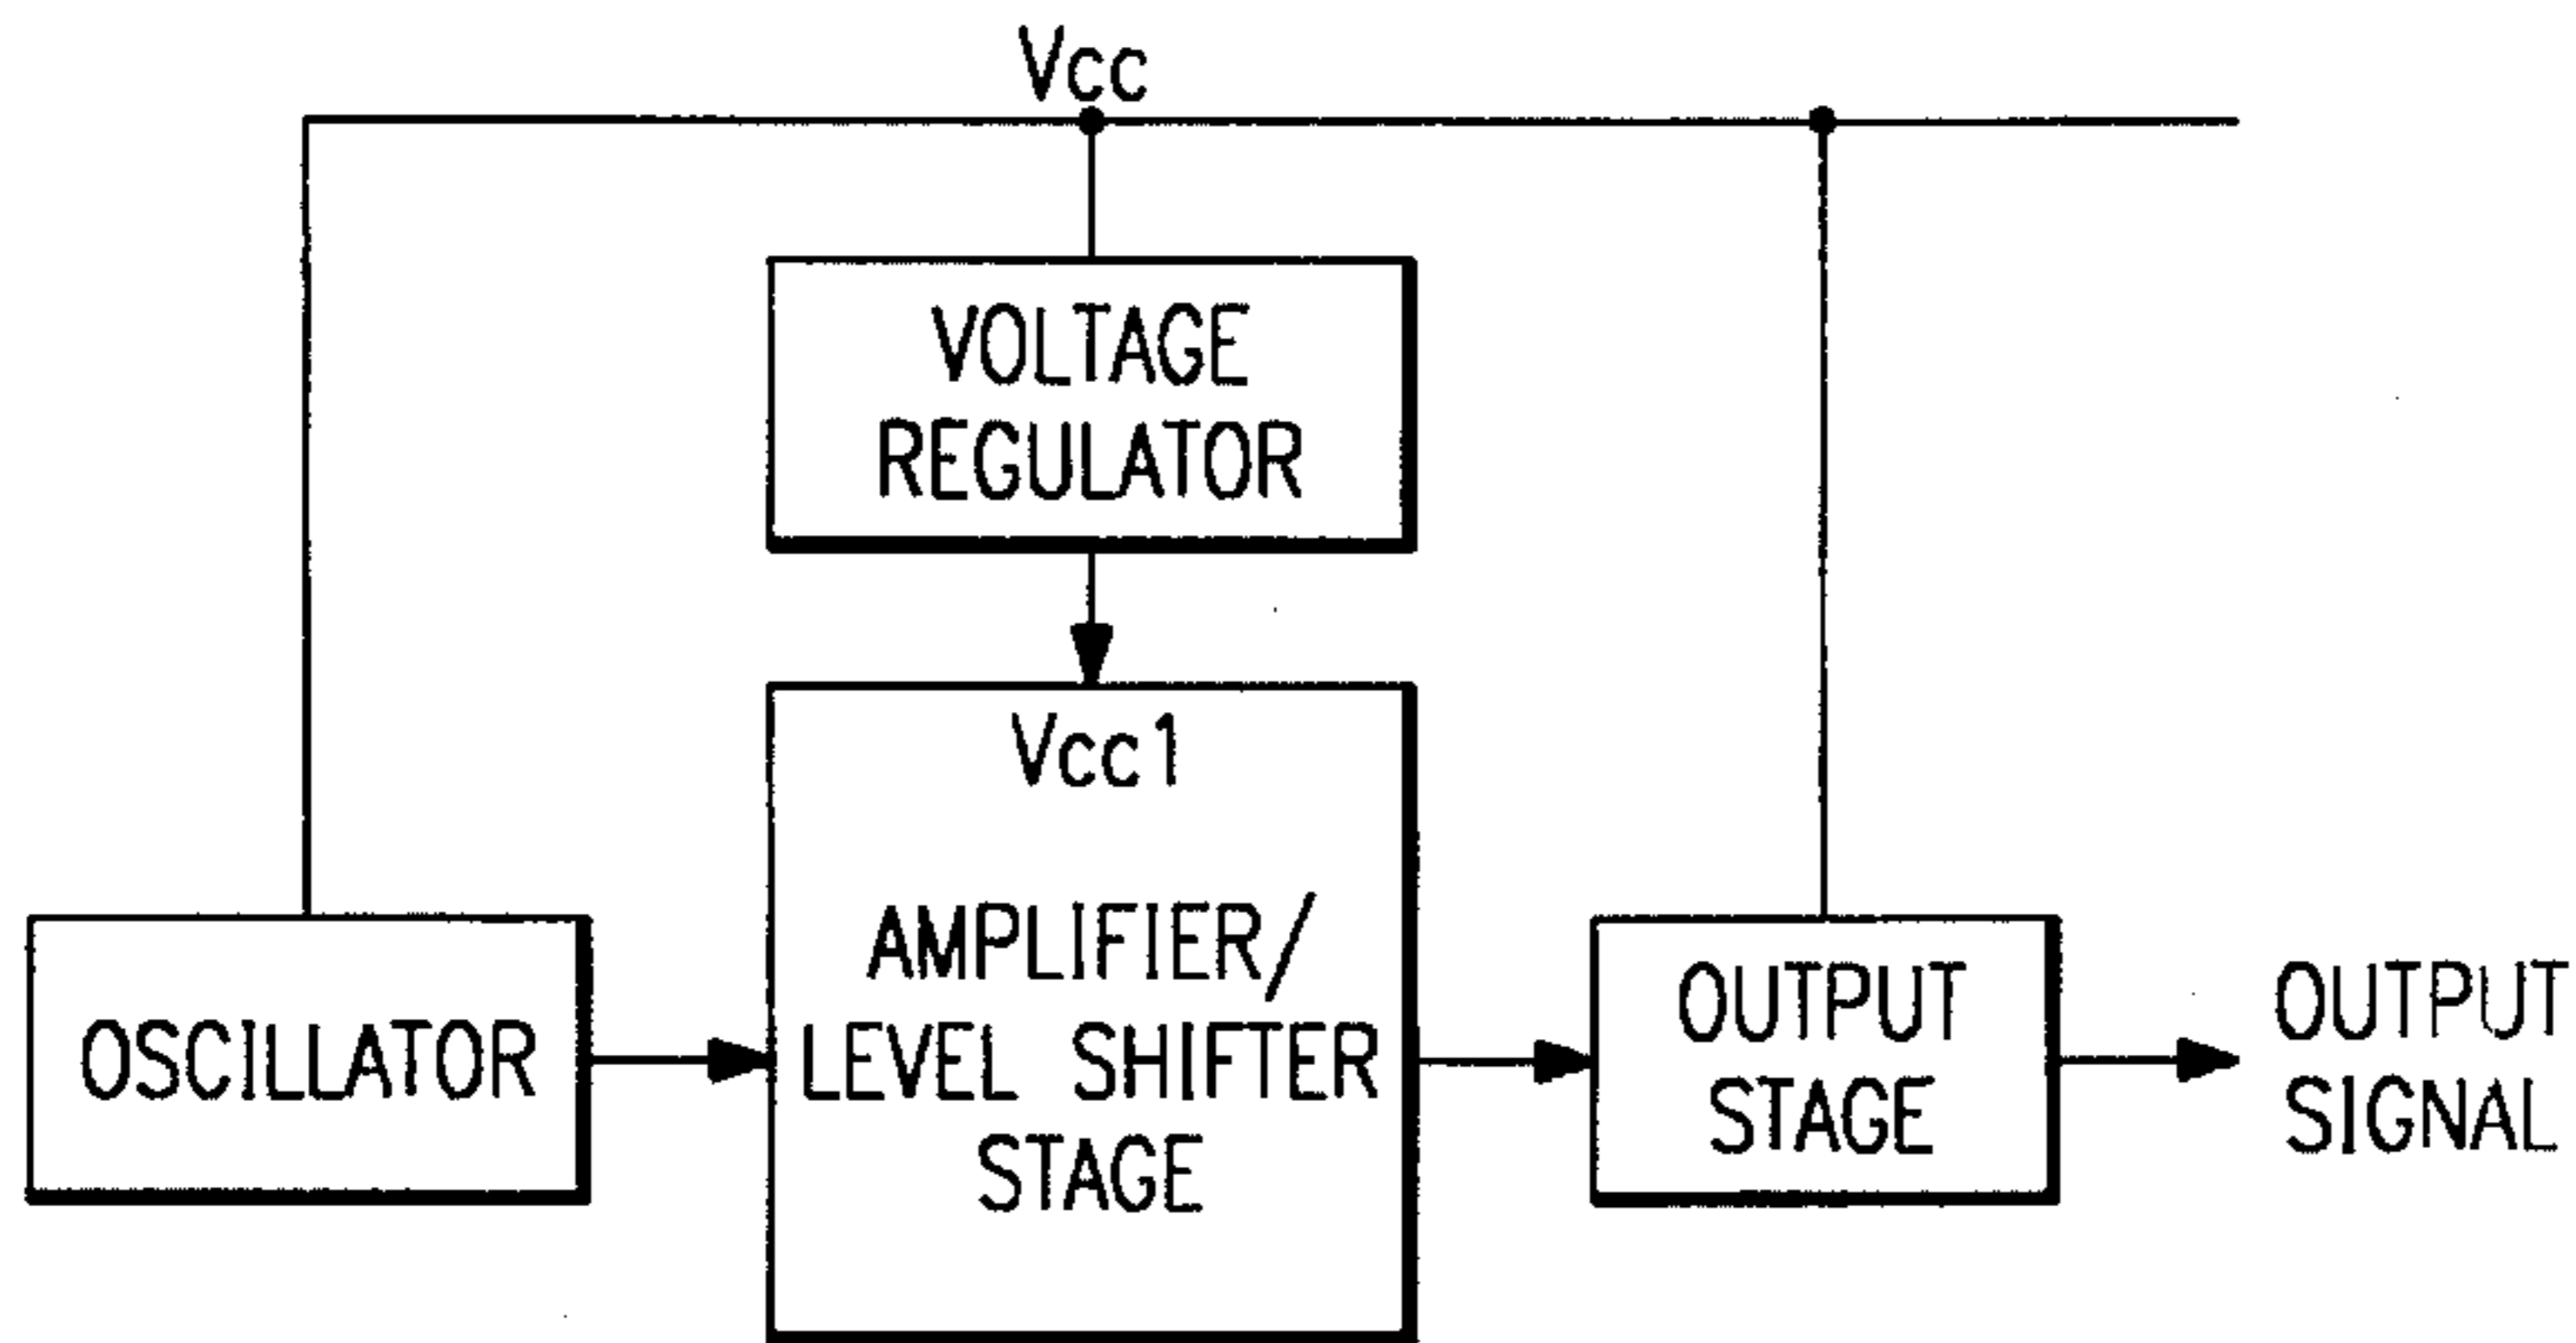 Vcc
VOLTAGE
REGULATOR
Vcc1
AMPLIFIER/
LEVEL SHIFTER
STAGE
OSCILLATOR
OUTPUT
STAGE
OUTPUT
SIGNAL